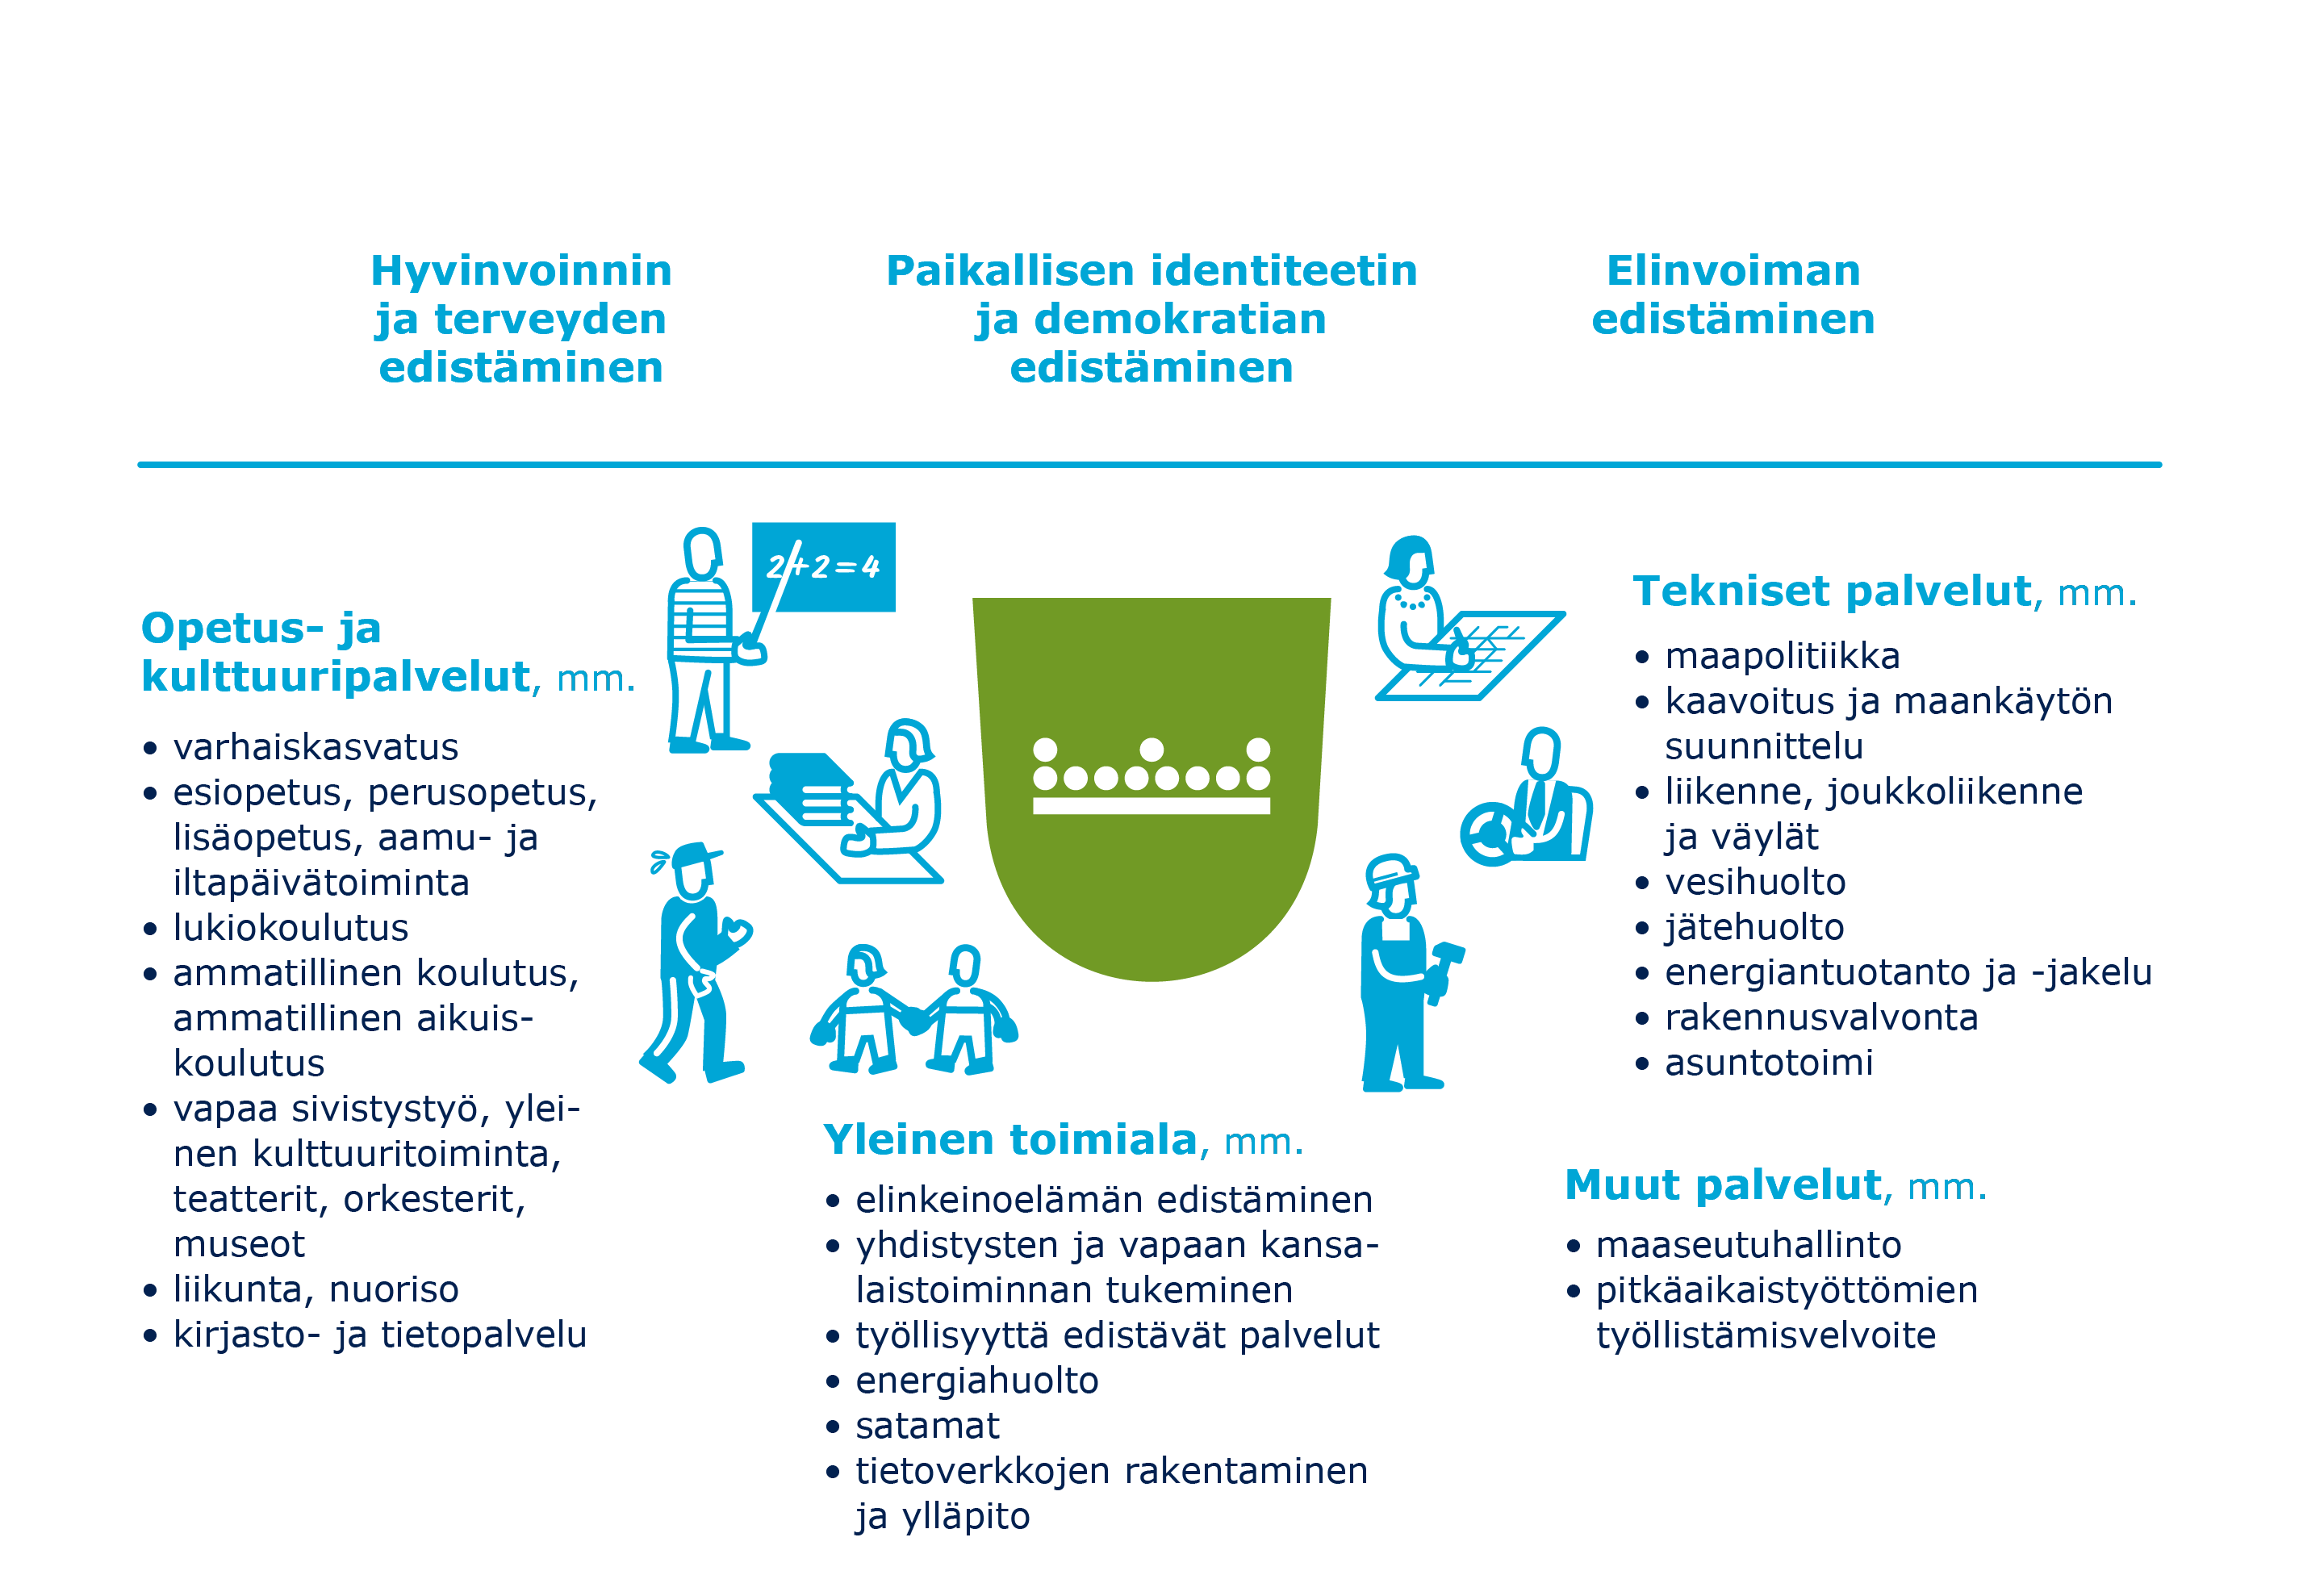 Hyvinvoinnin
ja terveyden
edistäminen
Paikallisen identiteetin
ja demokratian
edistäminen
Elinvoiman
edistäminen
2+2=4
Opetus- ja
kulttuuripalvelut, mm.
• varhaiskasvatus
• esiopetus, perusopetus,
lisäopetus, aamu- ja
iltapäivätoiminta
• lukiokoulutus
• ammatillinen koulutus,
ammatillinen aikuis-
koulutus
• vapaa sivistystyö, ylei-
nen kulttuuritoiminta,
teatterit, orkesterit,
museot
• liikunta, nuoriso
• kirjasto- ja tietopalvelu
Yleinen toimiala, mm.
• elinkeinoelämän edistäminen
• yhdistysten ja vapaan kansa-
laistoiminnan tukeminen
• työllisyyttä edistävät palvelut
• energiahuolto
• satamat
• tietoverkkojen rakentaminen
ja ylläpito
Tekniset palvelut, mm.
• maapolitiikka
• kaavoitus ja maankäytön
suunnittelu
• liikenne, joukkoliikenne
ja väylät
• vesihuolto
• jätehuolto
• energiantuotanto ja -jakelu
• rakennusvalvonta
• asuntotoimi
Muut palvelut, mm.
• maaseutuhallinto
• pitkäaikaistyöttömien
työllistämisvelvoite